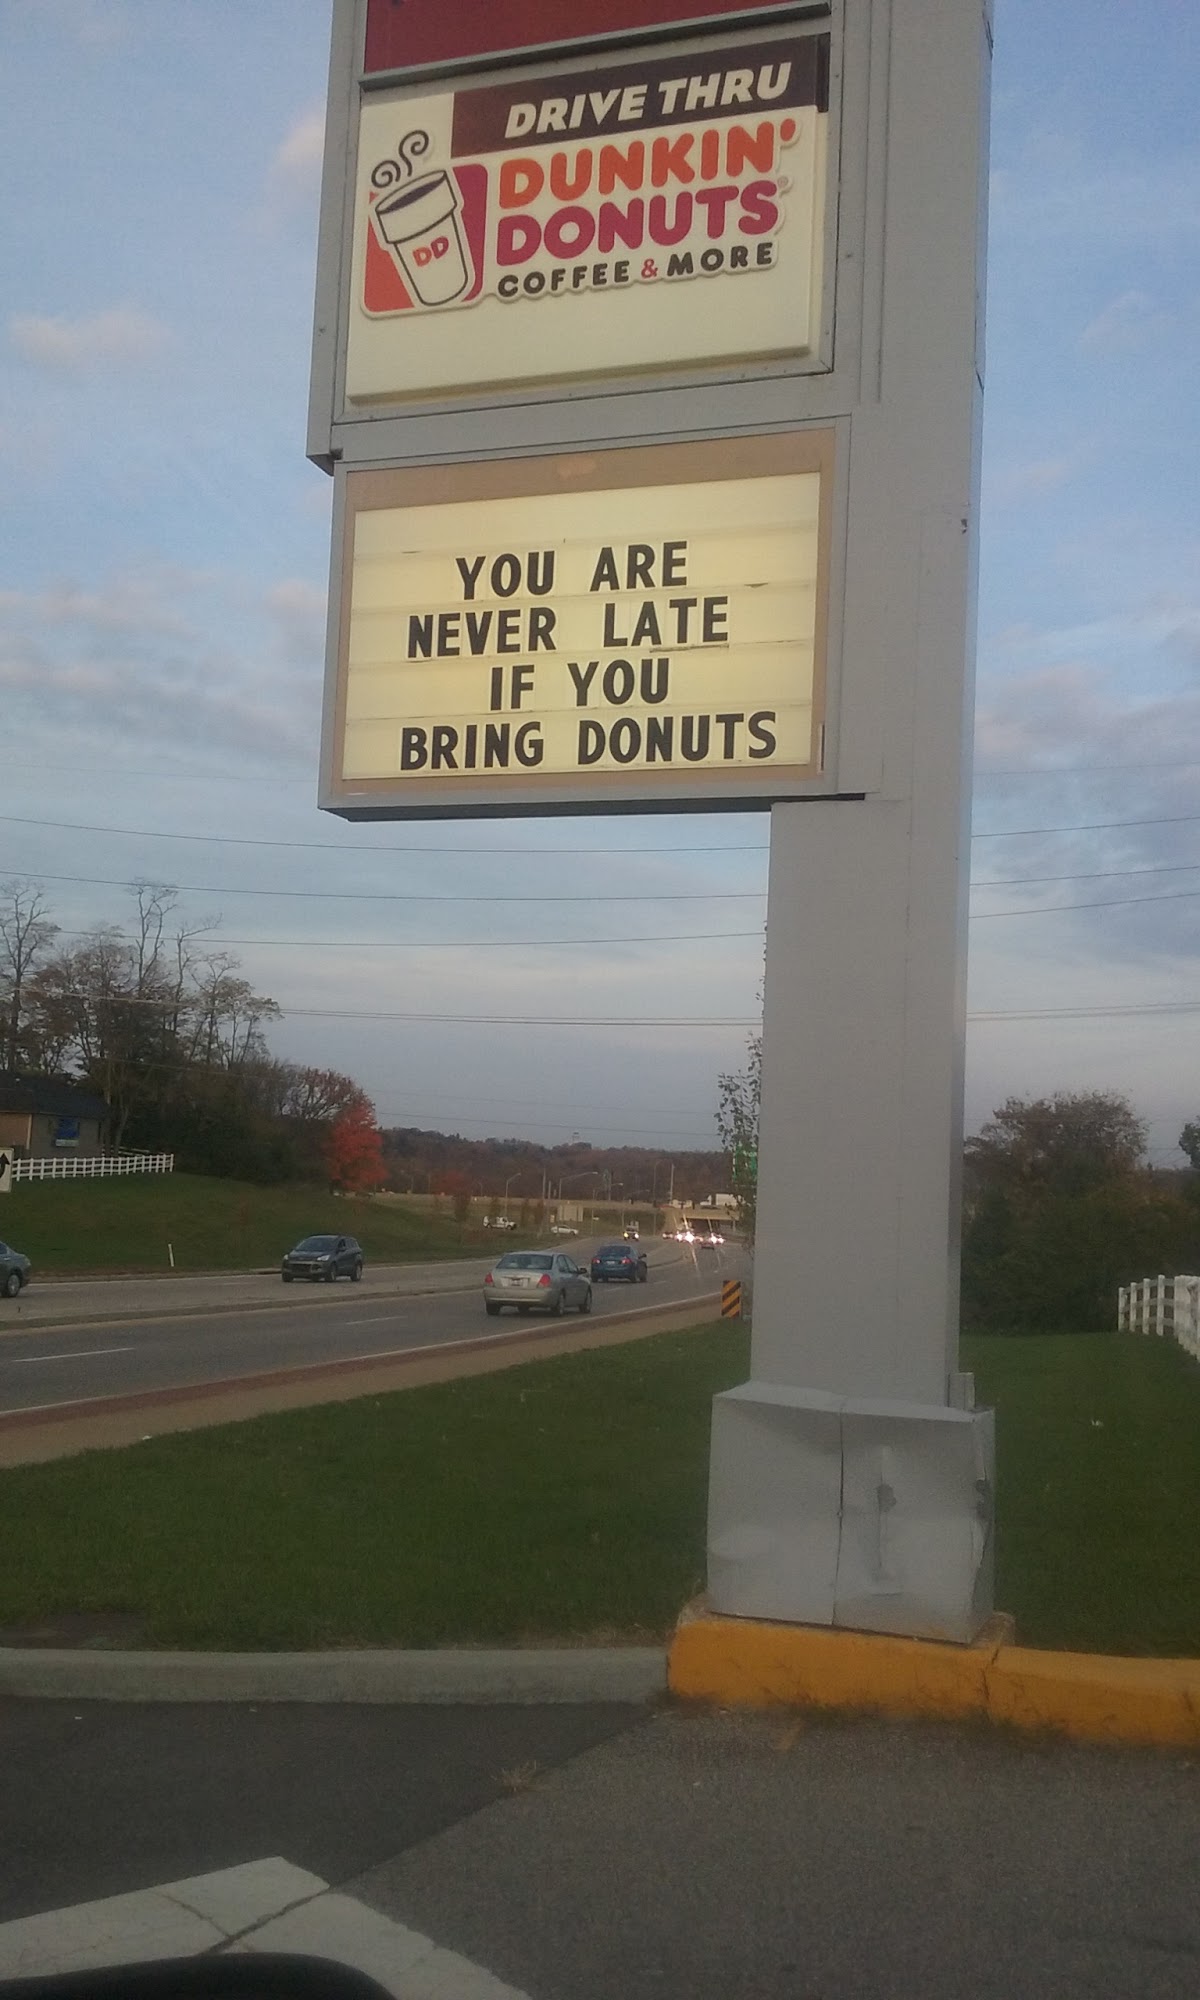 DRIVE THRU
DUNKIN'
DONUTS
COFFEE & MORE
DD
YOU ARE
NEVER LATE
IF YOU
BRING DONUTS